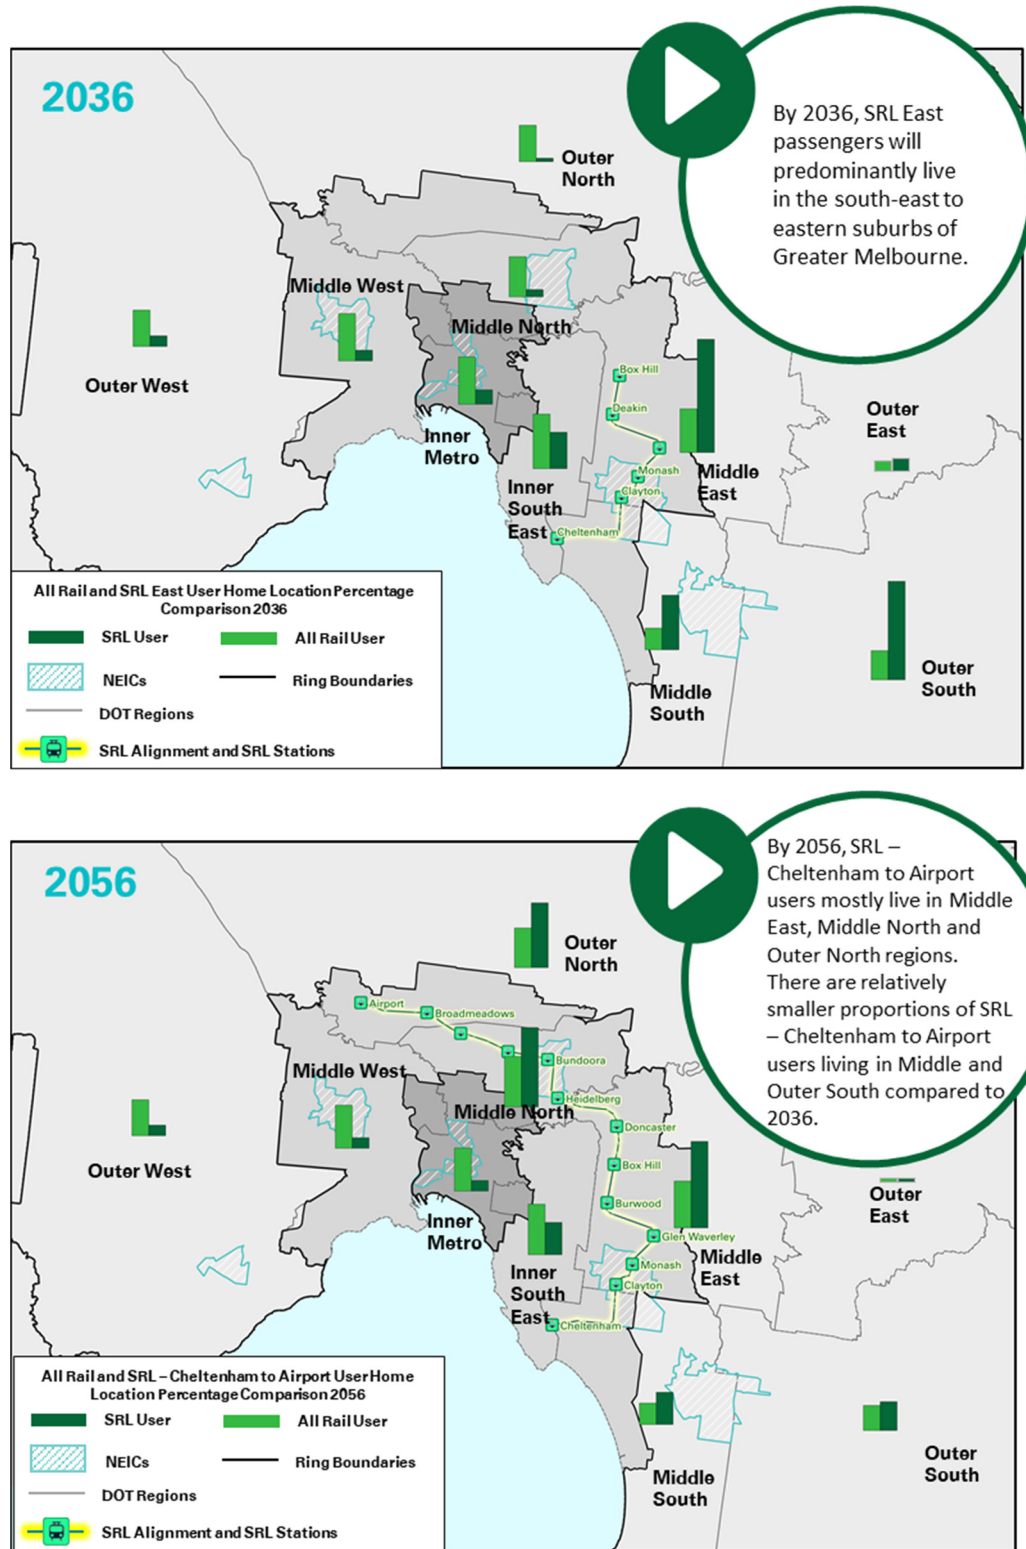 2036
By 2036, SRL East
passengers will
predominantly live
in the south-east to
eastern suburbs of
Greater Melbourne.
Outer
North
Middle West
Middle North
Outer West
Box Hill
Deakin
Outer
East
Inner
Metro
Monash
Middle
East
Clayton
Inner
South
East
Cheltenham
Middle
South
Outer
South
All Rail and SRL East User Home Location Percentage
Comparison 2036
SRL User
All Rail User
NEICs
Ring Boundaries
DOT Regions
SRL Alignment and SRL Stations
2056
By 2056, SRL –
Cheltenham to Airport
users mostly live in Middle
East, Middle North and
Outer North regions.
There are relatively
smaller proportions of SRL
– Cheltenham to Airport
users living in Middle and
Outer South compared to
2036.
Outer
North
Airport
Broadmeadows
Middle West
Bundoora
Heidelberg
Middle North
Doncaster
Outer West
Box Hill
Outer
East
Burwood
Inner
Metro
Glen Waverley
Middle
East
Monash
Clayton
Inner
South
East
Cheltenham
Middle
South
Outer
South
All Rail and SRL – Cheltenham to Airport User Home
Location Percentage Comparison 2056
SRL User
All Rail User
NEICs
Ring Boundaries
DOT Regions
SRL Alignment and SRL Stations